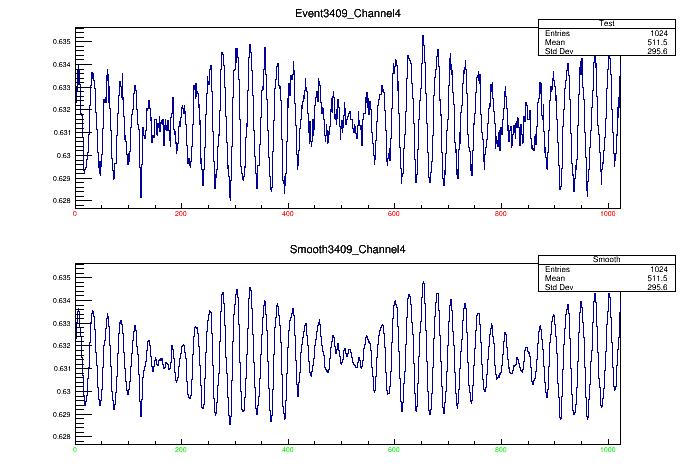 Event3409_Channel4
Test
Entries 1024
Mean 511.5
Std Dev 295.6
0.635
0.634
0.633
0.632
0.631
0.63
0.629
0.628
0 200 400 600 800 1000
Smooth3409_Channel4
Smooth
Entries 1024
Mean 511.5
Std Dev 295.6
0.635
0.634
0.633
0.632
0.631
0.63
0.629
0.628
0 200 400 600 800 1000